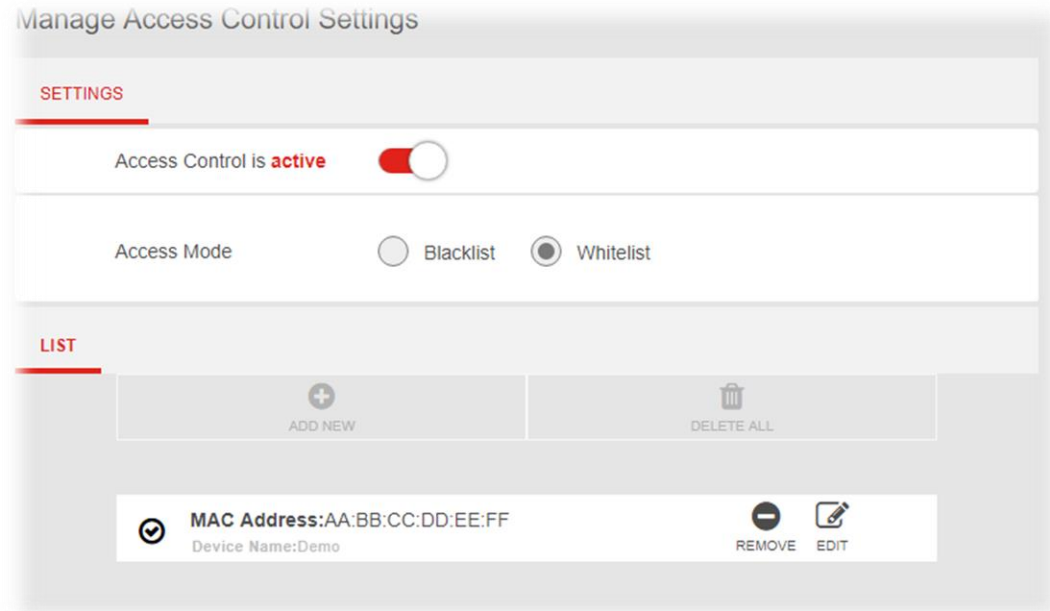 Manage Access Control Settings
SETTINGS
Access Control is active
Access Mode Blacklist Whitelist
LIST
ADD NEW DELETE ALL
MAC Address:AA:BB:CC:DD:EE:FF
Device Name:Demo
REMOVE EDIT